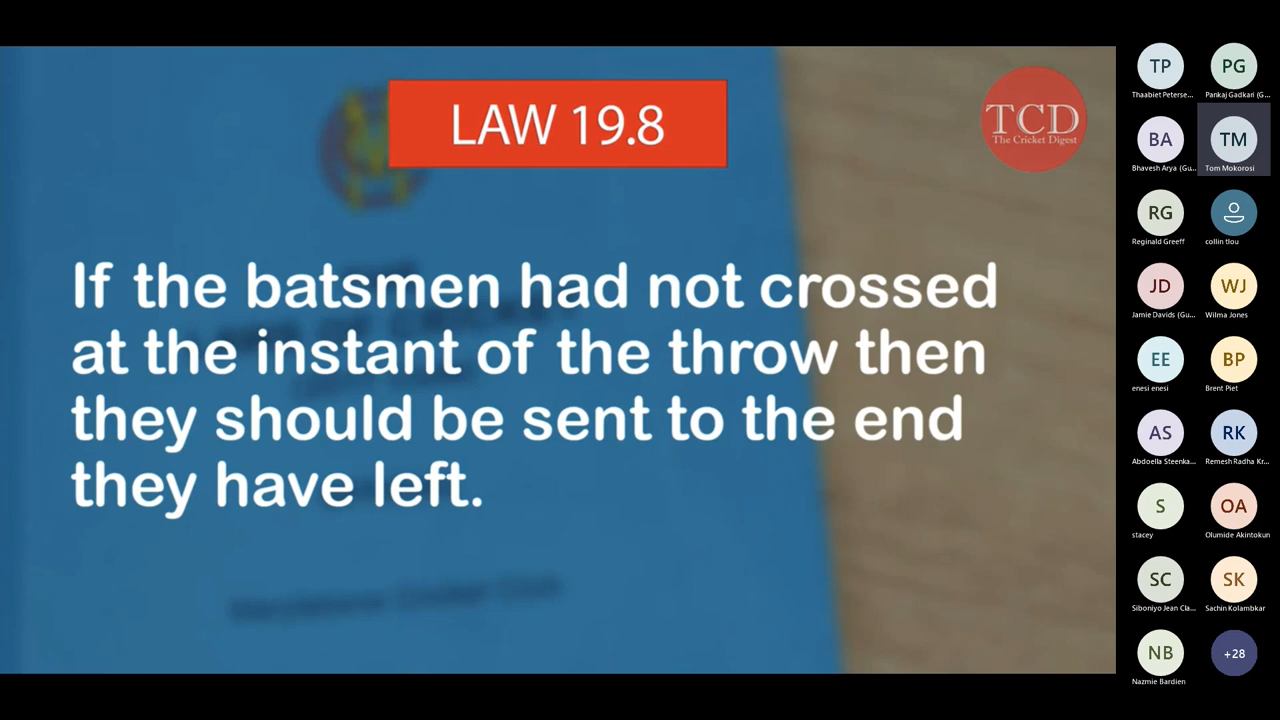 LAW 19.8
TCD
The Cricket Digest
If the batsmen had not crossed
at the instant of the throw then
they should be sent to the end
they have left.
TP
Thaabiet Peterse...
PG
Pankaj Gadkari (G...
BA
Bhavesh Arya (Gu...
TM
Tom Mokorosi
RG
Reginald Greeff
collin tlou
JD
Jamie Davids (Gu...
WJ
Wilma Jones
EE
enesi enesi
BP
Brent Piet
AS
Abdoella Steenka...
RK
Remesh Radha Kr...
S
stacey
OA
Olumide Akintokun
SC
Siboniyo Jean Cla...
SK
Sachin Kolambkar
NB
Nazmie Bardien
+28